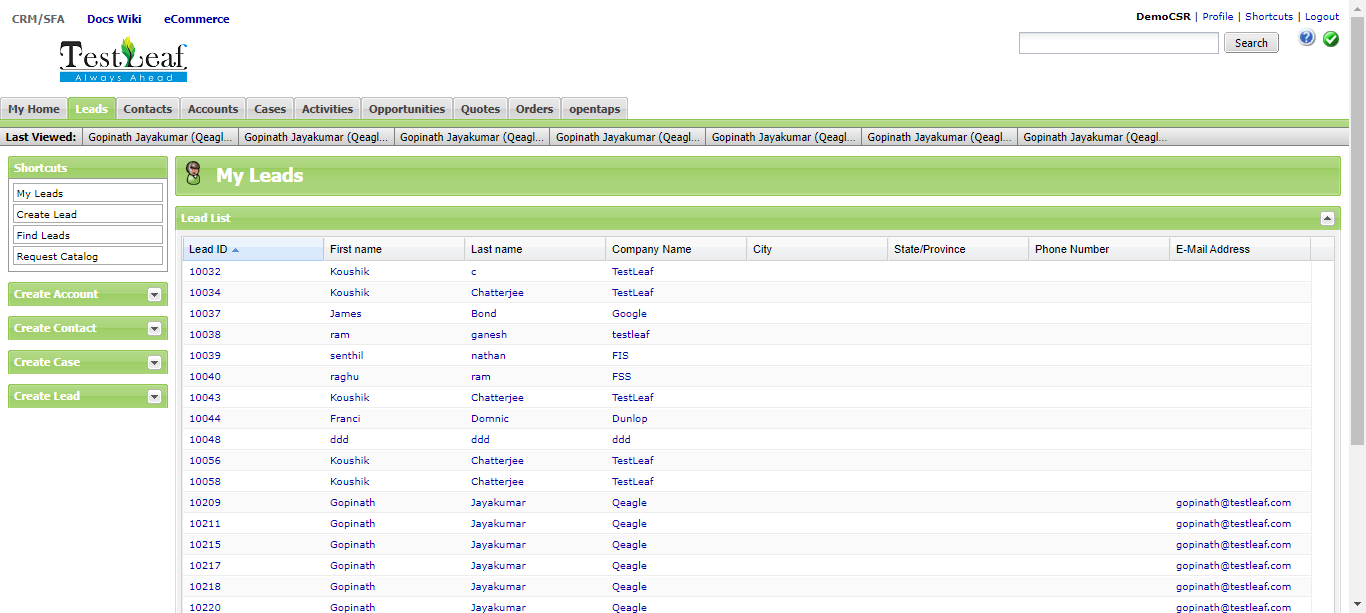 CRM/SFA Docs Wiki eCommerce
DemoCSR | Profile | Shortcuts | Logout
TestLeaf
Always Ahead
Search
My Home Leads Contacts Accounts Cases Activities Opportunities Quotes Orders opentaps
Last Viewed: Gopinath Jayakumar (Qeagl... Gopinath Jayakumar (Qeagl... Gopinath Jayakumar (Qeagl... Gopinath Jayakumar (Qeagl... Gopinath Jayakumar (Qeagl... Gopinath Jayakumar (Qeagl... Gopinath Jayakumar (Qeagl...
Shortcuts
My Leads
Create Lead
Find Leads
Request Catalog
Create Account
Create Contact
Create Case
Create Lead
My Leads
Lead List
Lead ID First name Last name Company Name City State/Province Phone Number E-Mail Address
10032 Koushik c TestLeaf
10034 Koushik Chatterjee TestLeaf
10037 James Bond Google
10038 ram ganesh testleaf
10039 senthil nathan FIS
10040 raghu ram FSS
10043 Koushik Chatterjee TestLeaf
10044 Franci Domnic Dunlop
10048 ddd ddd ddd
10056 Koushik Chatterjee TestLeaf
10058 Koushik Chatterjee TestLeaf
10209 Gopinath Jayakumar Qeagle gopinath@testleaf.com
10211 Gopinath Jayakumar Qeagle gopinath@testleaf.com
10215 Gopinath Jayakumar Qeagle gopinath@testleaf.com
10217 Gopinath Jayakumar Qeagle gopinath@testleaf.com
10218 Gopinath Jayakumar Qeagle gopinath@testleaf.com
10220 Gopinath Jayakumar Qeagle gopinath@testleaf.com